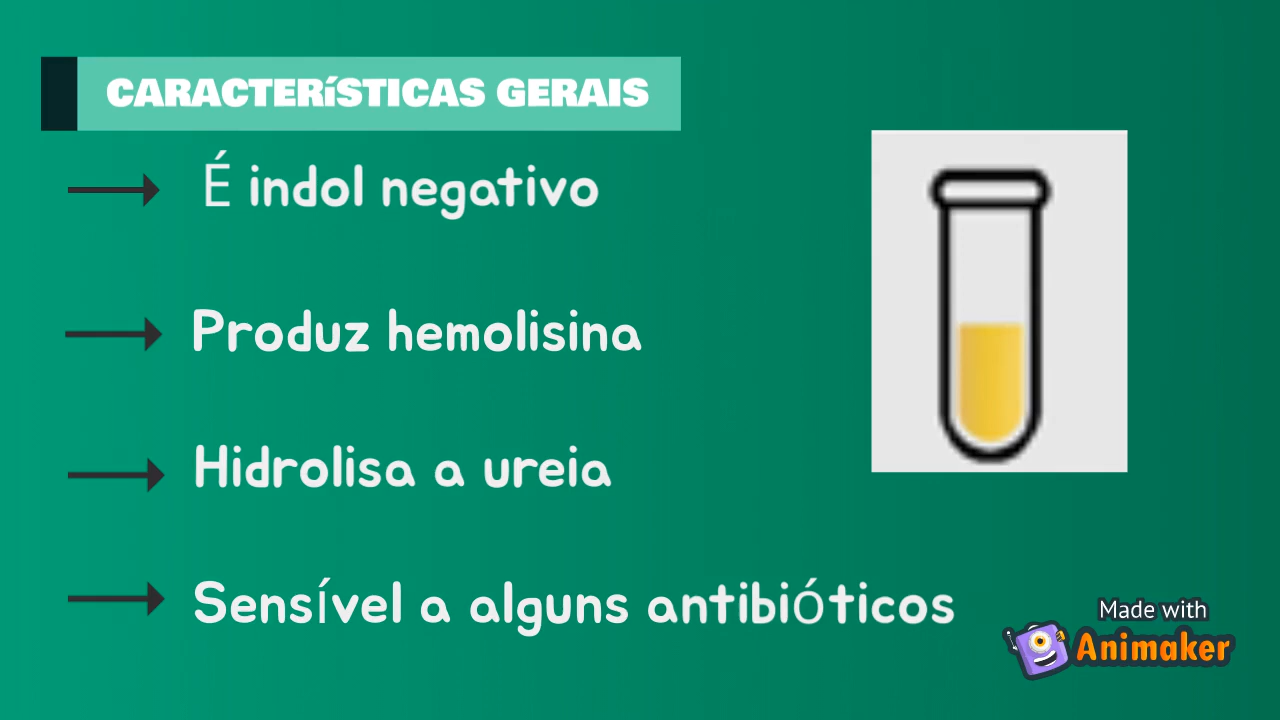 CARACTERíSTICAS GERAIS
É indol negativo
Produz hemolisina
Hidrolisa a ureia
Sensível a alguns antibióticos
Made with
Animaker